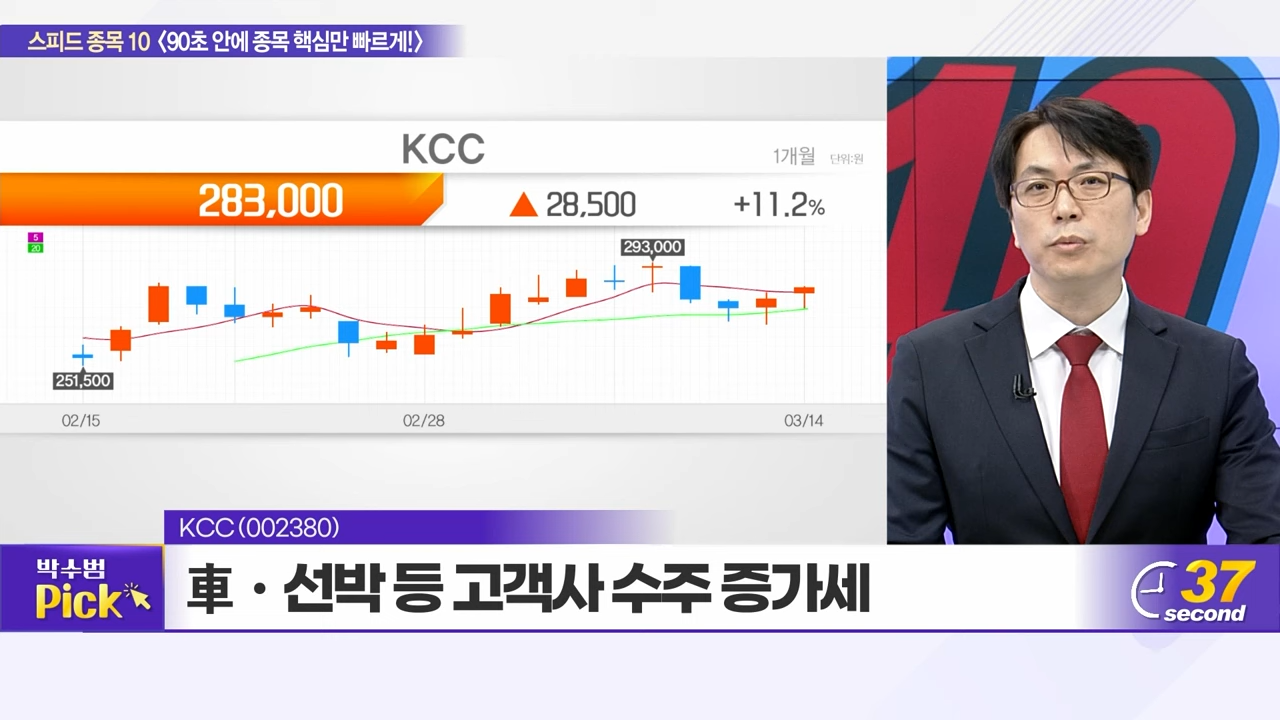 스피드 종목 10 〈90초 안에 종목 핵심만 빠르게!〉
KCC
1개월 단위:원
283,000 ▲ 28,500 +11.2%
5
20
293,000
251,500
02/15 02/28 03/14
KCC(002380)
박수범
Pick
車·선박 등 고객사 수주 증가세
37
second
10